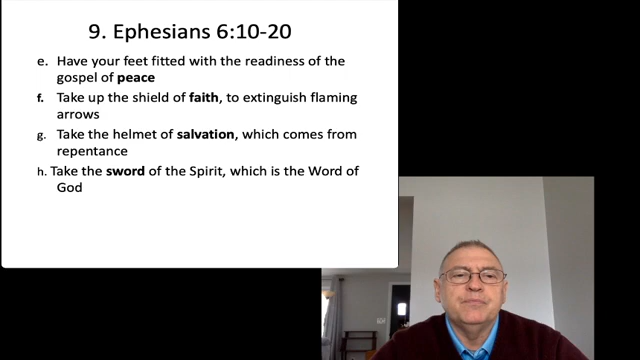 9. Ephesians 6:10-20
e. Have your feet fitted with the readiness of the
gospel of peace
f. Take up the shield of faith, to extinguish flaming
arrows
g. Take the helmet of salvation, which comes from
repentance
h. Take the sword of the Spirit, which is the Word of
God